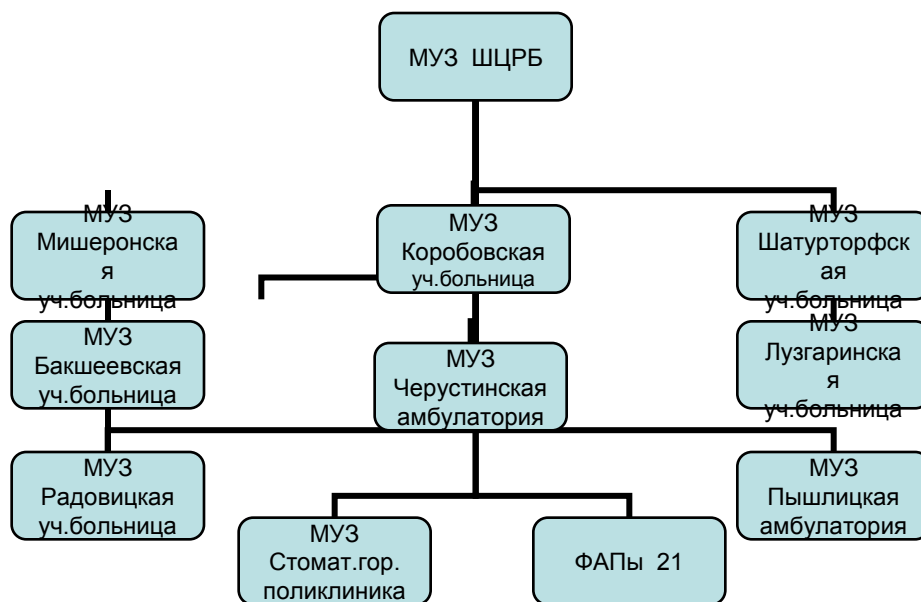 МУЗ  ШЦРБ
МУЗ
Мишеронска
я
уч.больница
МУЗ
Коробовская
уч.больница
МУЗ
Шатурторфск
ая
уч.больница
МУЗ
Бакшеевская
уч.больница
МУЗ
Черустинская
амбулатория
МУЗ
Лузгаринска
я
уч.больница
МУЗ
Радовицкая
уч.больница
МУЗ
Пышлицкая
амбулатория
МУЗ
Стомат.гор.
поликлиника
ФАПы  21